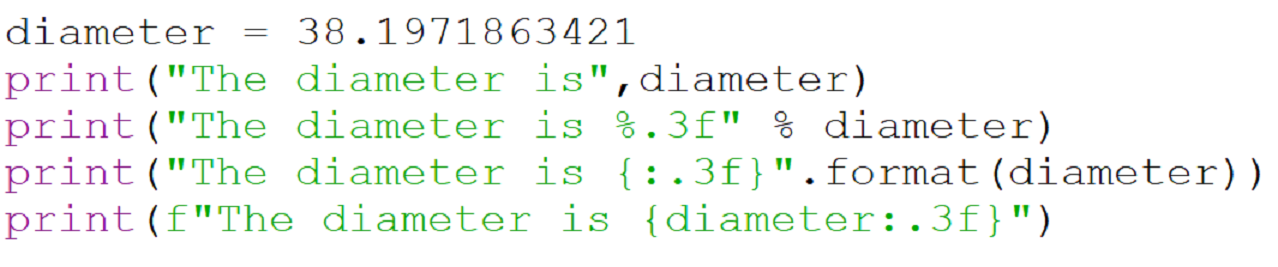 diameter = 38.1971863421
print("The diameter is",diameter)
print("The diameter is %.3f" % diameter)
print("The diameter is {:.3f}".format(diameter))
print(f"The diameter is {diameter:.3f}")